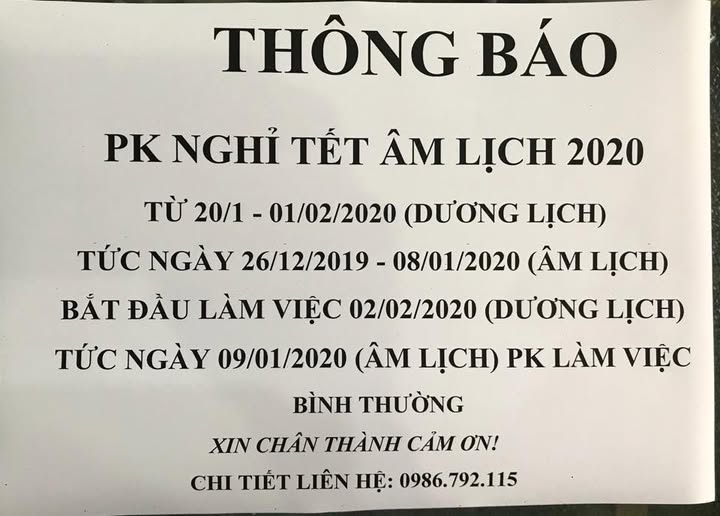 THÔNG BÁO
PK NGHỈ TẾT ÂM LỊCH 2020
TỪ 20/1 - 01/02/2020 (DƯƠNG LỊCH)
TỨC NGÀY 26/12/2019 - 08/01/2020 (ÂM LỊCH)
BẮT ĐẦU LÀM VIỆC 02/02/2020 (DƯƠNG LỊCH)
TỨC NGÀY 09/01/2020 (ÂM LỊCH) PK LÀM VIỆC
BÌNH THƯỜNG
XIN CHÂN THÀNH CẢM ƠN!
CHI TIẾT LIÊN HỆ: 0986.792.115